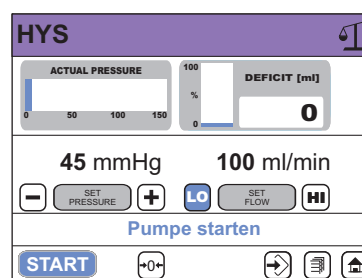 HYS
ACTUAL PRESSURE
0 50 100 150
100
%
0
DEFICIT [ml]
0
45 mmHg 100 ml/min
SET PRESSURE
LO
SET FLOW
HI
Pumpe starten
START
0